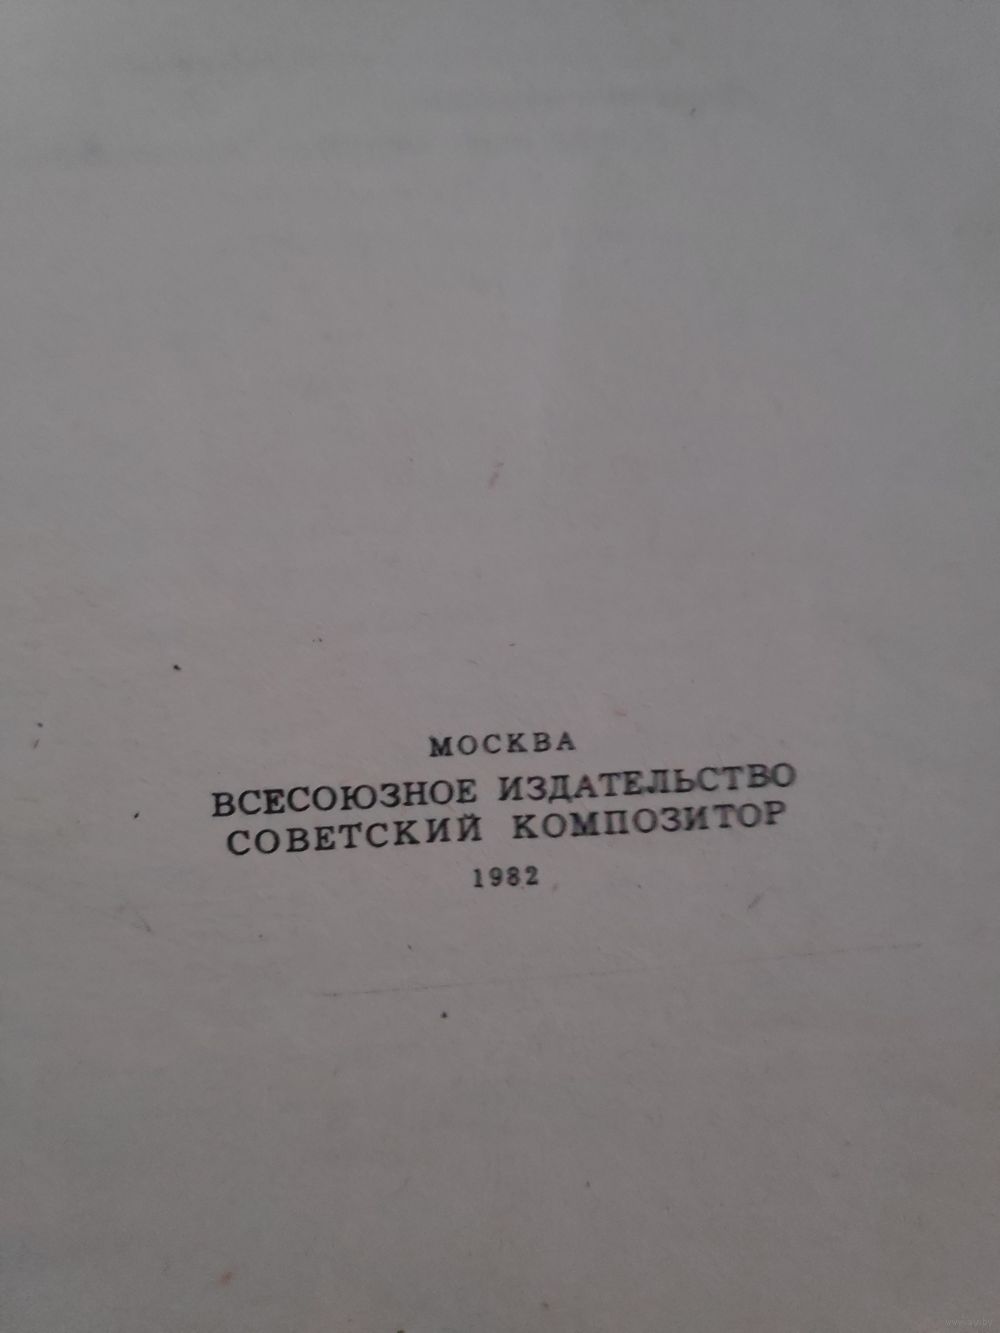 МОСКВА
ВСЕСОЮЗНОЕ ИЗДАТЕЛЬСТВО
СОВЕТСКИЙ КОМПОЗИТОР
1982